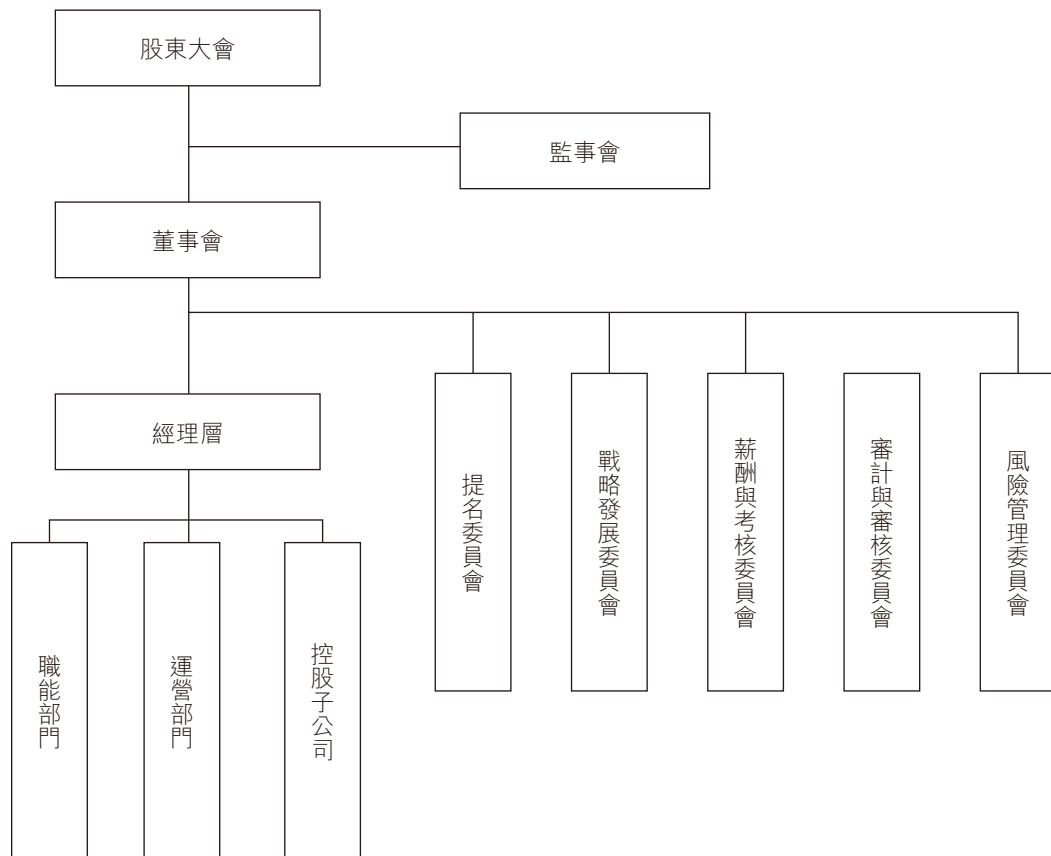 股東大會
監事會
董事會
經理層
提名委員會
戰略發展委員會
薪酬與考核委員會
審計與審核委員會
風險管理委員會
職能部門
運營部門
控股子公司